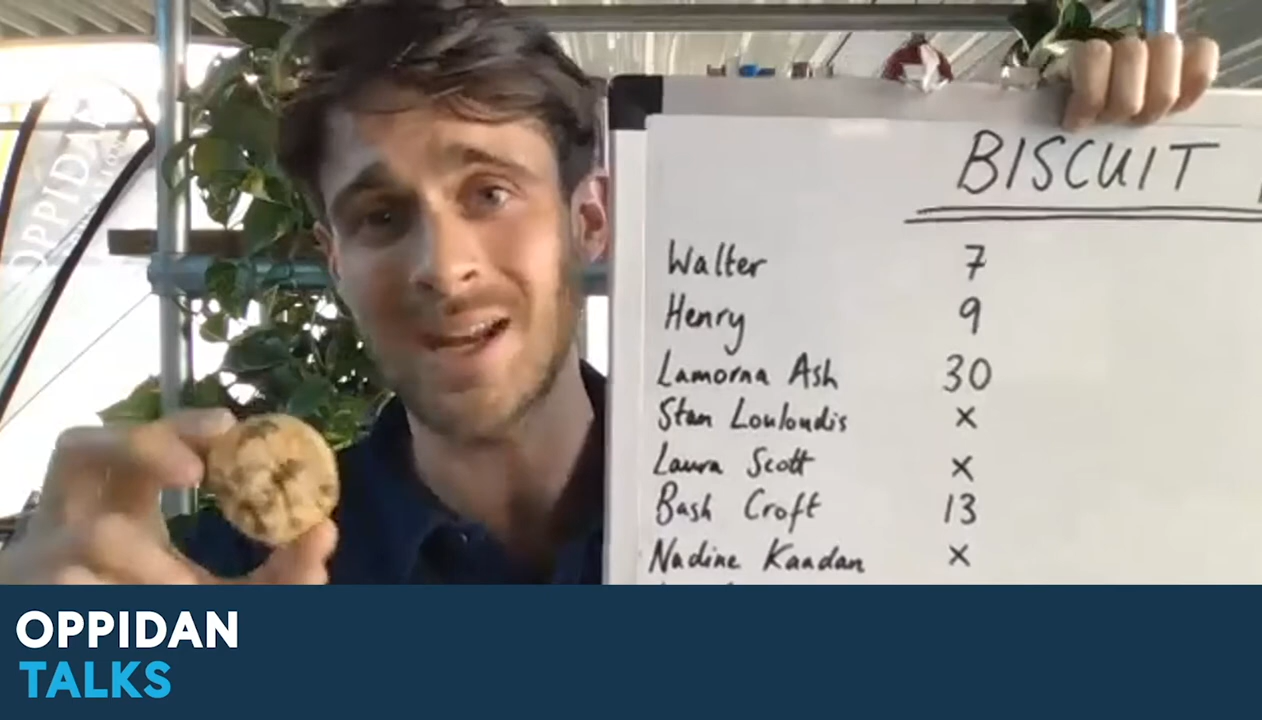 OPPIDAN
BISCUIT
Walter 7
Henry 9
Lamorna Ash 30
Stan Louloudis x
Laura Scott x
Bash Croft 13
Nadine Kaadan x
OPPIDAN
TALKS